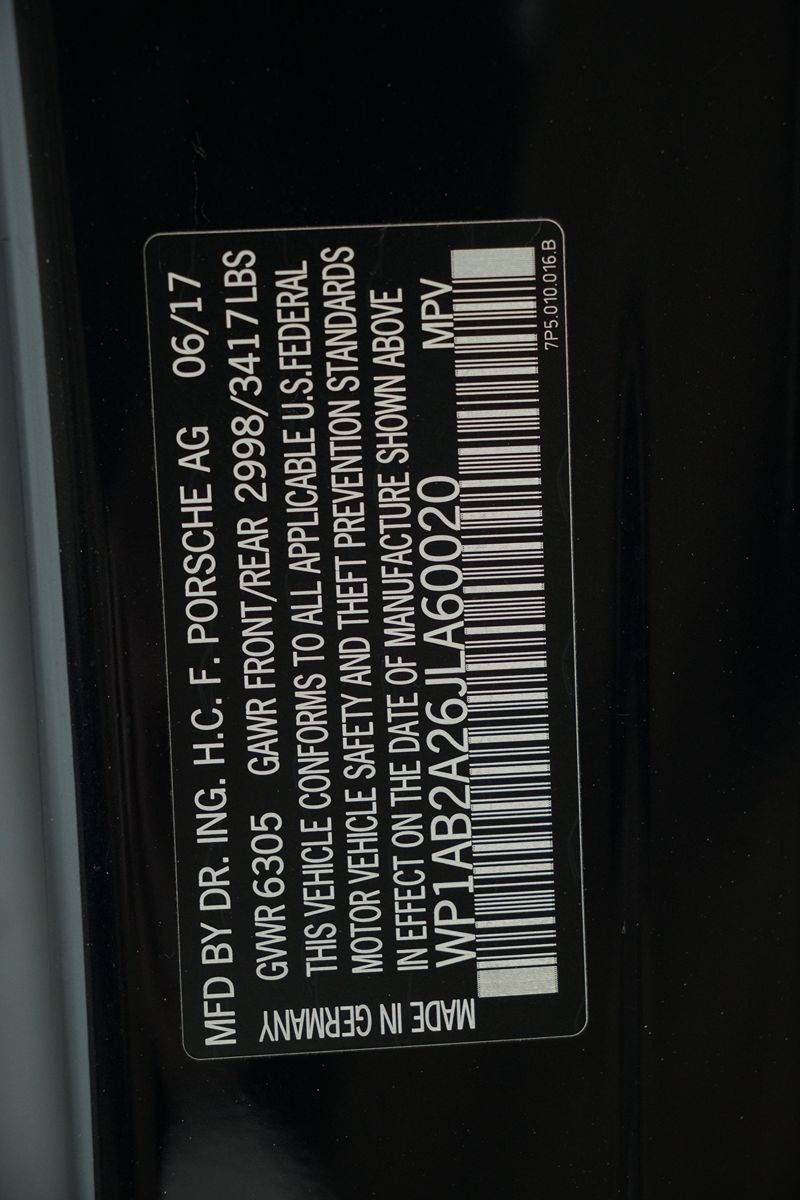 MFD BY DR. ING. H.C. F. PORSCHE AG 06/17
GVWR 6305 GAWR FRONT/REAR 2998/3417 LBS
THIS VEHICLE CONFORMS TO ALL APPLICABLE U.S.FEDERAL
MOTOR VEHICLE SAFETY AND THEFT PREVENTION STANDARDS
IN EFFECT ON THE DATE OF MANUFACTURE SHOWN ABOVE
WP1AB2A26JLA60020 MPV
7P5.010.016.B
MADE IN GERMANY